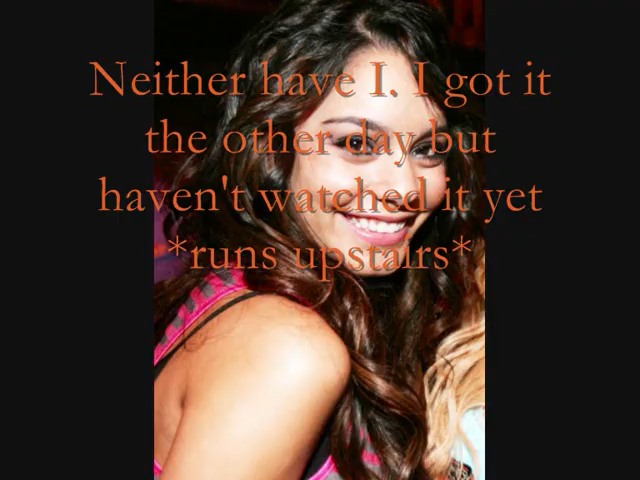 Neither have I. I got it
the other day but
haven't watched it yet
*runs upstairs*